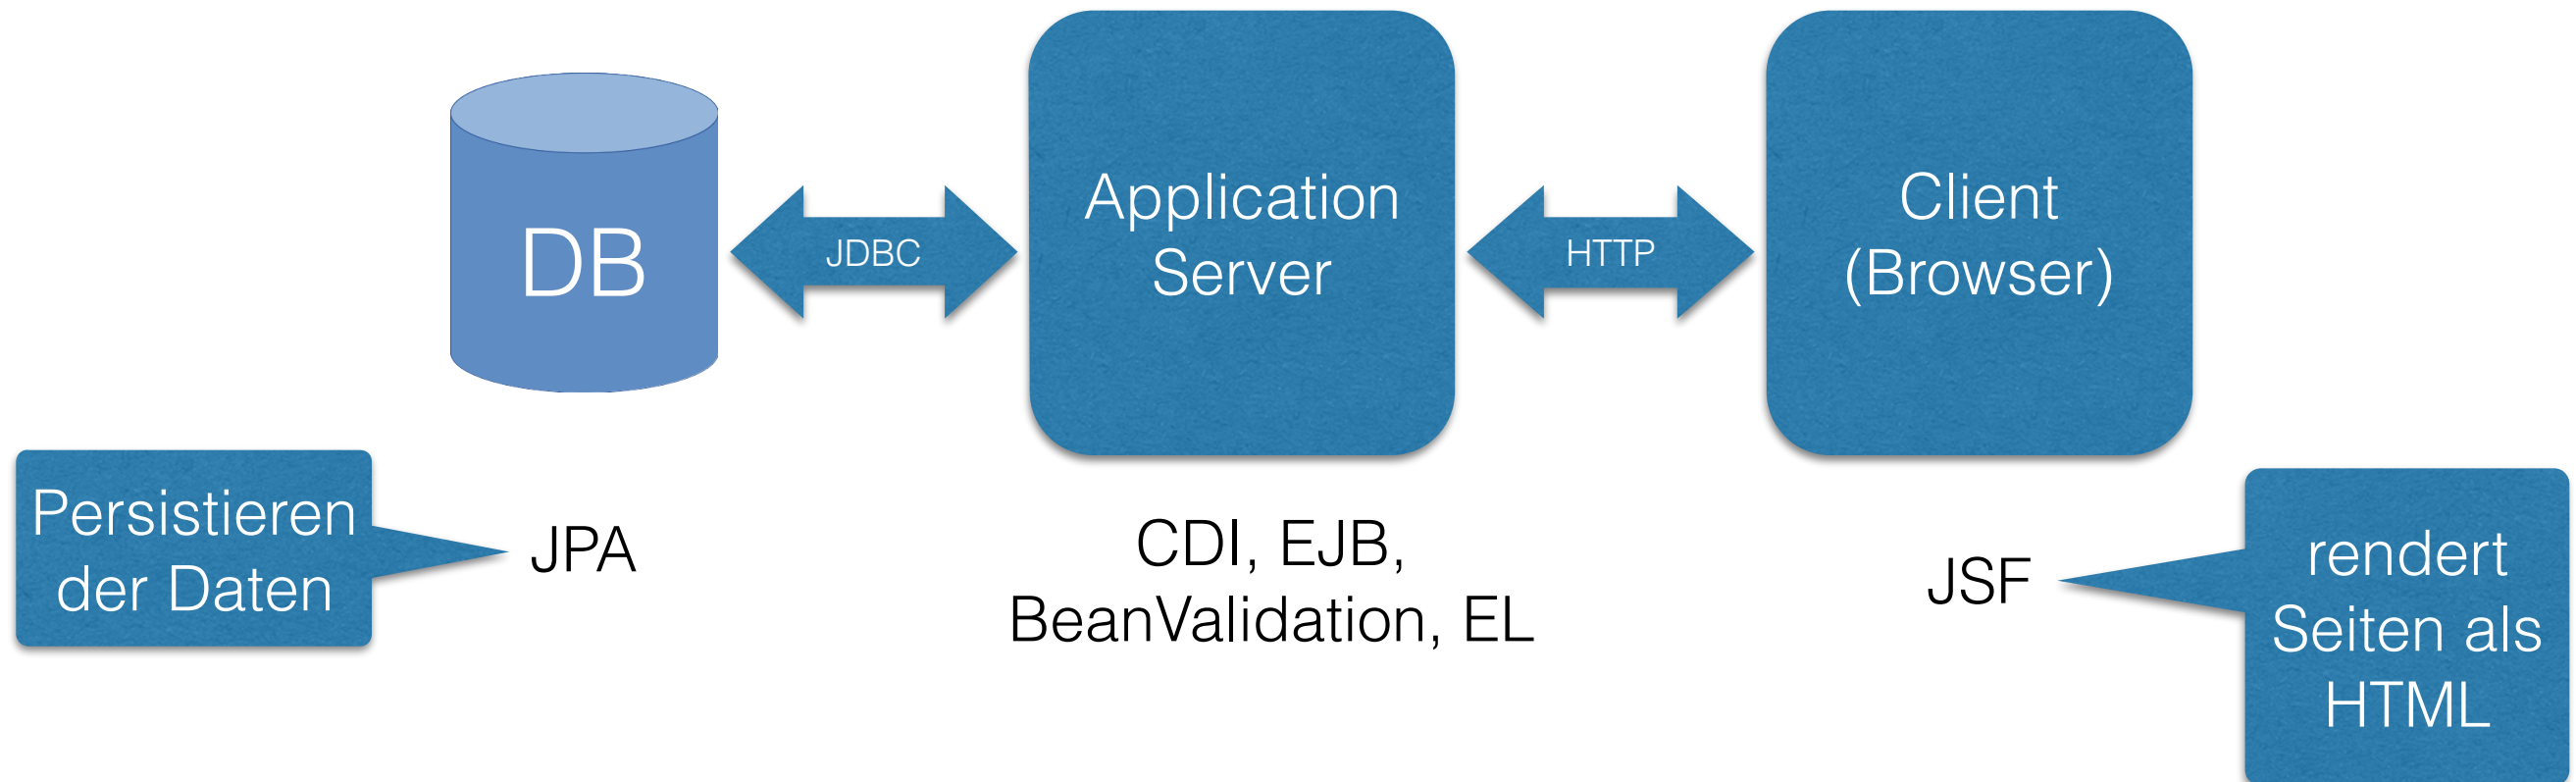 DB
JDBC
Application
Server
HTTP
Client
(Browser)
Persistieren
der Daten
JPA
CDI, EJB,
BeanValidation, EL
JSF
rendert
Seiten als
HTML